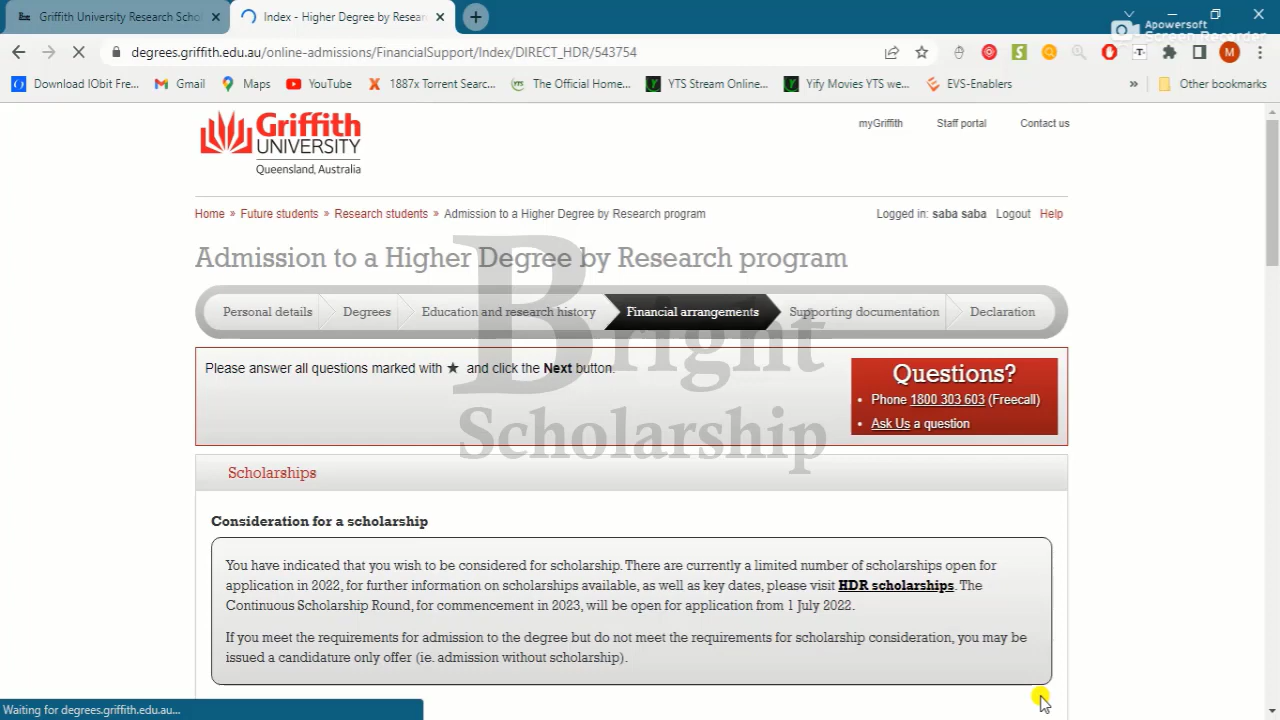 Griffith University Research Scho
Index - Higher Degree by Resear
Apowersoft
Screen Recorder
degrees.griffith.edu.au/online-admissions/FinancialSupport/Index/DIRECT_HDR/543754
M
Download IObit Fre...
Gmail
Maps
YouTube
1887x Torrent Searc...
The Official Home...
YTS Stream Online...
Yify Movies YTS we...
EVS-Enablers
Other bookmarks
Griffith
UNIVERSITY
Queensland, Australia
myGriffith
Staff portal
Contact us
Home » Future students » Research students » Admission to a Higher Degree by Research program
Logged in: saba saba Logout Help
Admission to a Higher Degree by Research program
Personal details
Degrees
Education and research history
Financial arrangements
Supporting documentation
Declaration
Bright
Scholarship
Please answer all questions marked with ★ and click the Next button.
Questions?
• Phone 1800 303 603 (Freecall)
• Ask Us a question
Scholarships
Consideration for a scholarship
You have indicated that you wish to be considered for scholarship. There are currently a limited number of scholarships open for
application in 2022, for further information on scholarships available, as well as key dates, please visit HDR scholarships. The
Continuous Scholarship Round, for commencement in 2023, will be open for application from 1 July 2022.
If you meet the requirements for admission to the degree but do not meet the requirements for scholarship consideration, you may be
issued a candidature only offer (ie. admission without scholarship).
Waiting for degrees.griffith.edu.au...